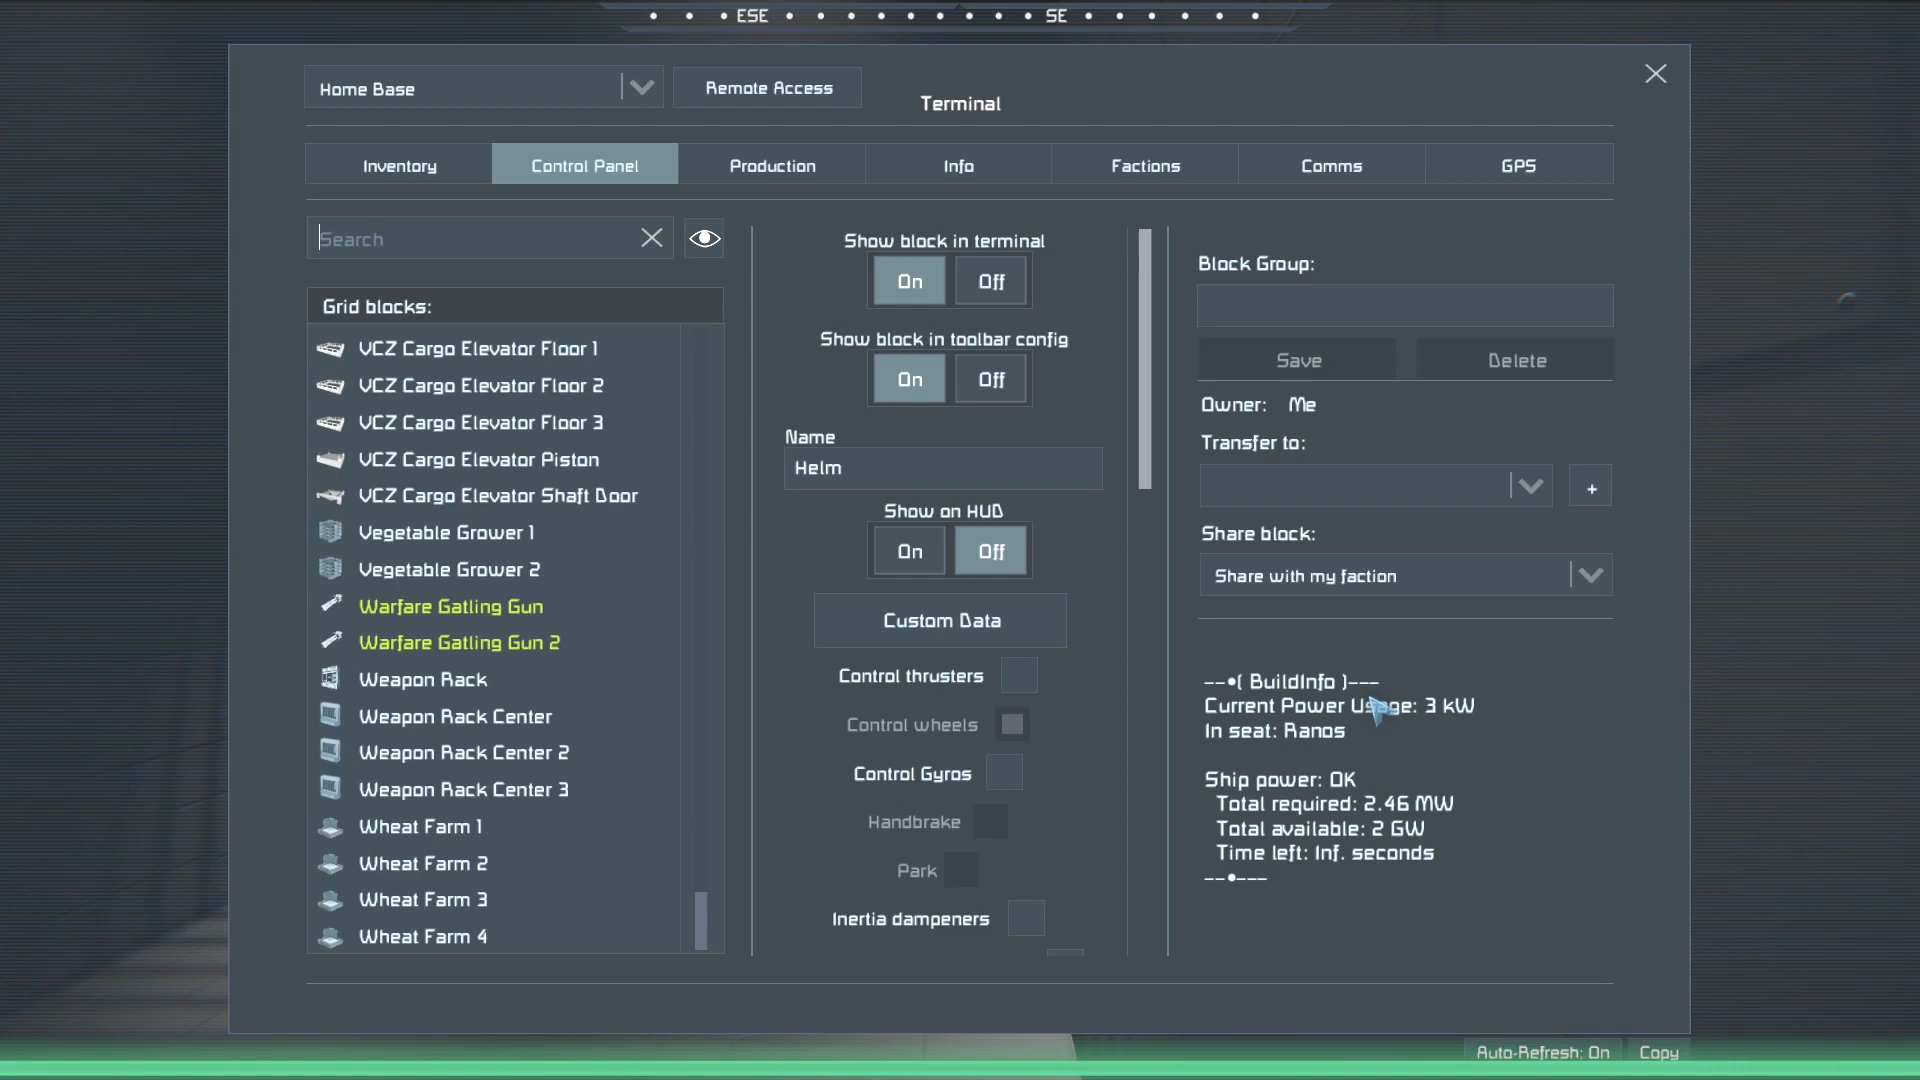 ESE SE
Home Base
Remote Access
Terminal
Inventory
Control Panel
Production
Info
Factions
Comms
GPS
Search
Grid blocks:
VCZ Cargo Elevator Floor 1
VCZ Cargo Elevator Floor 2
VCZ Cargo Elevator Floor 3
VCZ Cargo Elevator Piston
VCZ Cargo Elevator Shaft Door
Vegetable Grower 1
Vegetable Grower 2
Warfare Gatling Gun
Warfare Gatling Gun 2
Weapon Rack
Weapon Rack Center
Weapon Rack Center 2
Weapon Rack Center 3
Wheat Farm 1
Wheat Farm 2
Wheat Farm 3
Wheat Farm 4
Show block in terminal
On Off
Show block in toolbar config
On Off
Name
Helm
Show on HUD
On Off
Custom Data
Control thrusters
Control wheels
Control Gyros
Handbrake
Park
Inertia dampeners
Block Group:
Save Delete
Owner: Me
Transfer to:
+
Share block:
Share with my faction
--•( BuildInfo )---
Current Power Usage: 3 kW
In seat: Ranos
Ship power: OK
Total required: 2.46 MW
Total available: 2 GW
Time left: Inf. seconds
--•---
Auto-Refresh: On Copy